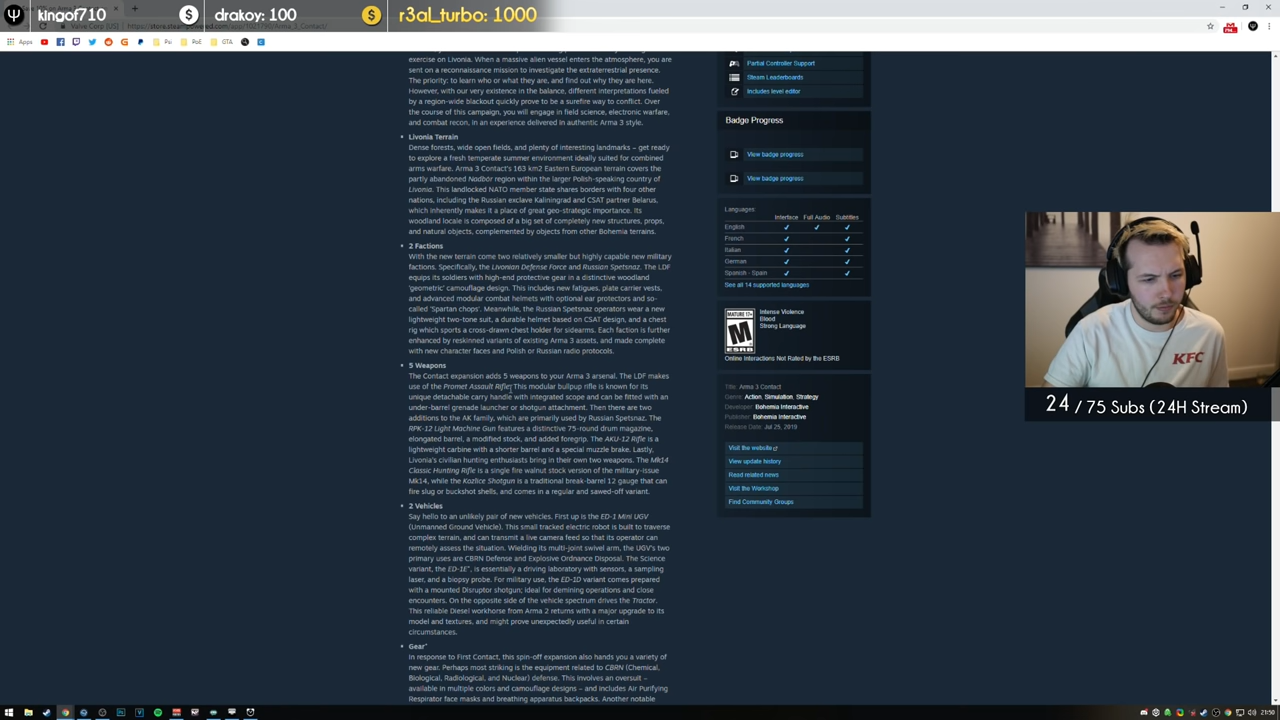 kingof710
drakoy: 100
r3al_turbo: 1000
Apps
Pai
PoE
GTA
exercise on Livonia. When a massive alien vessel enters the atmosphere, you are
sent on a reconnaissance mission to investigate the extraterrestrial presence.
The priority: to learn who or what they are, and find out why they are here.
However, with our very existence in the balance, different interpretations fueled
by a region-wide blackout quickly prove to be a surefire way to conflict. Over
the course of this campaign, you will engage in field science, electronic warfare,
and combat recon, in an experience delivered in authentic Arma 3 style.
Livonia Terrain
Dense forests, wide open fields, and plenty of interesting landmarks – get ready
to explore a fresh temperate summer environment ideally suited for combined
arms warfare. Arma 3 Contact's 163 km2 Eastern European terrain covers the
partly abandoned Nadbór region within the larger Polish-speaking country of
Livonia. This landlocked NATO member state shares borders with four other
nations, including the Russian exclave Kaliningrad and CSAT partner Belarus,
which inherently makes it a place of great geo-strategic importance. Its
woodland locale is composed of a big set of completely new structures, props,
and natural objects, complemented by objects from other Bohemia terrains.
2 Factions
With the new terrain come two relatively smaller but highly capable new military
factions. Specifically, the Livonian Defense Force and Russian Spetsnaz. The LDF
equips its soldiers with high-end protective gear in a distinctive woodland
'geometric' camouflage design. This includes new fatigues, plate carrier vests,
and advanced modular combat helmets with optional ear protectors and so-
called 'Spartan chops'. Meanwhile, the Russian Spetsnaz operators wear a new
lightweight two-tone suit, a durable helmet based on CSAT design, and a chest
rig which sports a cross-drawn chest holster for sidearms. Each faction is further
enhanced by reskinned variants of existing Arma 3 assets, and made complete
with new character faces and Polish or Russian radio protocols.
5 Weapons
The Contact expansion adds 5 weapons to your Arma 3 arsenal. The LDF makes
use of the Promet Assault Rifle. This modular bullpup rifle is known for its
unique detachable carry handle with integrated scope and can be fitted with an
under-barrel grenade launcher or shotgun attachment. Then there are two
additions to the AK family, which are primarily used by Russian Spetsnaz. The
RPK-12 Light Machine Gun features a distinctive 75-round drum magazine,
elongated barrel, a modified stock, and added foregrip. The AKU-12 Rifle is a
lightweight carbine with a shorter barrel and a special muzzle brake. Lastly,
Livonia's civilian hunting enthusiasts bring in their own two weapons. The Mk14
Classic Hunting Rifle is a single fire walnut stock version of the military-issue
Mk14, while the Kozlice Shotgun is a traditional break-barrel 12 gauge that can
fire slug or buckshot shells, and comes in a regular and sawed-off variant.
2 Vehicles
Say hello to an unlikely pair of new vehicles. First up is the ED-1 Mini UGV
(Unmanned Ground Vehicle). This small tracked electric robot is built to traverse
complex terrain, and can transmit a live camera feed so that its operator can
remotely assess the situation. Wielding its multi-joint swivel arm, the UGV's two
primary uses are CBRN Defense and Explosive Ordnance Disposal. The Science
variant, the ED-1E*, is essentially a driving laboratory with sensors, a sampling
laser, and a biopsy probe. For military use, the ED-1D variant comes prepared
with a mounted Disruptor shotgun; ideal for demining operations and close
encounters. On the opposite side of the vehicle spectrum drives the Tractor.
This reliable Diesel workhorse from Arma 2 returns with a major upgrade to its
model and textures, and might prove unexpectedly useful in certain
circumstances.
Gear*
In response to First Contact, this spin-off expansion also hands you a variety of
new gear. Perhaps most striking is the equipment related to CBRN (Chemical,
Biological, Radiological, and Nuclear) defense. This involves an oversuit –
available in multiple colors and camouflage designs – and includes Air Purifying
Respirator face masks and breathing apparatus backpacks. Another notable
Partial Controller Support
Steam Leaderboards
Includes level editor
Badge Progress
View badge progress
View badge progress
Languages:
Interface Full Audio Subtitles
English ✔ ✔ ✔
French ✔ ✔
Italian ✔ ✔
German ✔ ✔
Spanish - Spain ✔ ✔
See all 14 supported languages
MATURE 17+
M
ESRB
Intense Violence
Blood
Strong Language
Online Interactions Not Rated by the ESRB
Title: Arma 3 Contact
Genre: Action, Simulation, Strategy
Developer: Bohemia Interactive
Publisher: Bohemia Interactive
Release Date: Jul 25, 2019
Visit the website
View update history
Read related news
Visit the Workshop
Find Community Groups
KFC
24 / 75 Subs (24H Stream)
21:50